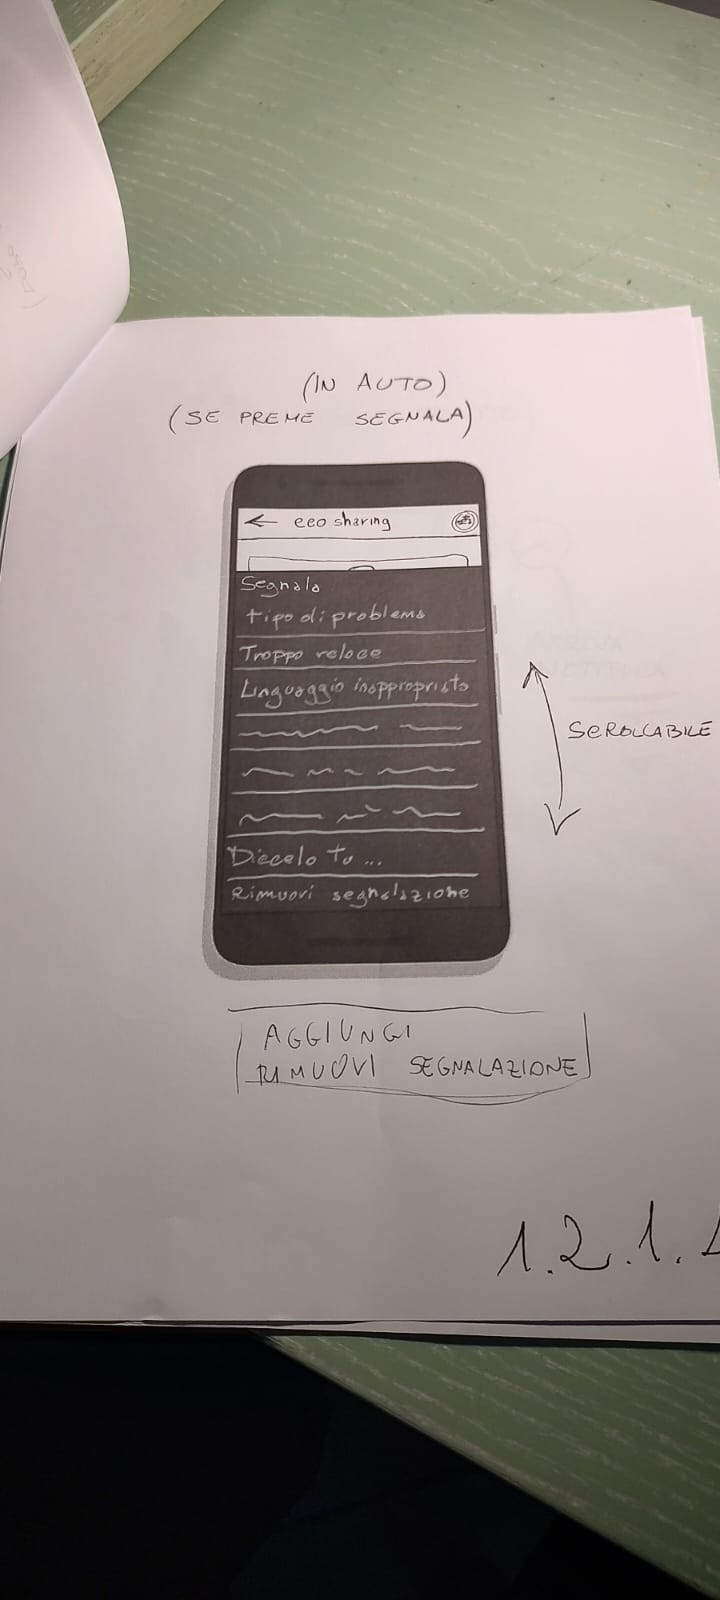 (IN AUTO)
(SE PREME SEGNALA)
← eco sharing
Segnala
tipo di problema
Troppo veloce
Linguaggio inappropriato
SCROLLABILE
Diccelo tu ...
Rimuovi segnalazione
AGGIUNGI
RIMUOVI SEGNALAZIONE
1.2.1.